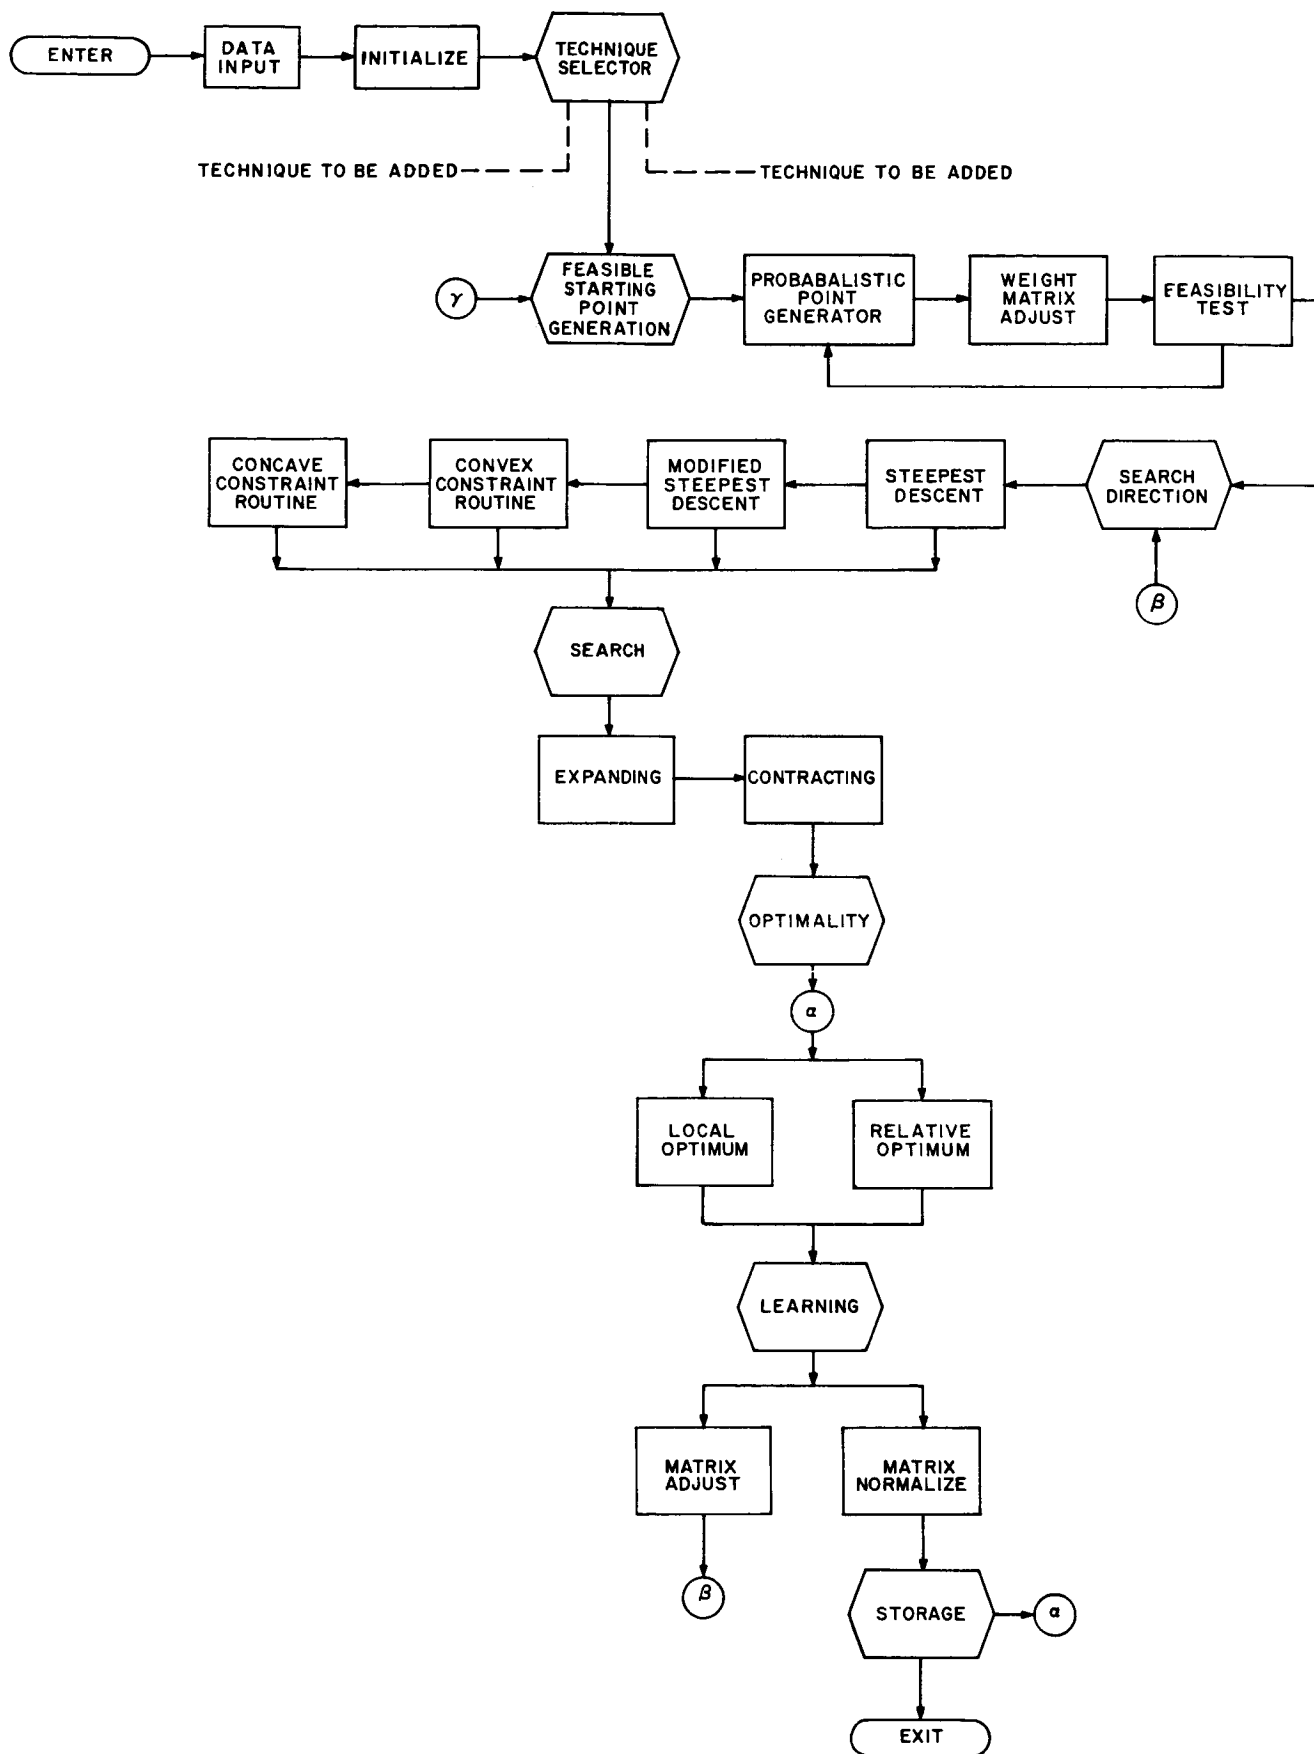 ENTER
DATA
INPUT
INITIALIZE
TECHNIQUE
SELECTOR
TECHNIQUE TO BE ADDED
TECHNIQUE TO BE ADDED
γ
FEASIBLE
STARTING
POINT
GENERATION
PROBABALISTIC
POINT
GENERATOR
WEIGHT
MATRIX
ADJUST
FEASIBILITY
TEST
CONCAVE
CONSTRAINT
ROUTINE
CONVEX
CONSTRAINT
ROUTINE
MODIFIED
STEEPEST
DESCENT
STEEPEST
DESCENT
SEARCH
DIRECTION
β
SEARCH
EXPANDING
CONTRACTING
OPTIMALITY
α
LOCAL
OPTIMUM
RELATIVE
OPTIMUM
LEARNING
MATRIX
ADJUST
MATRIX
NORMALIZE
β
STORAGE
α
EXIT